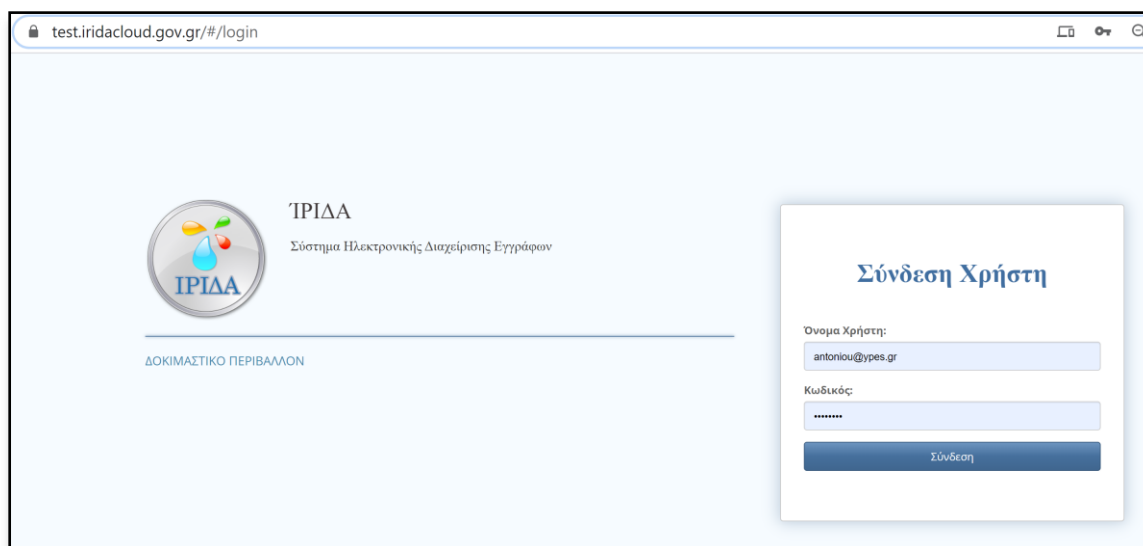 test.iridacloud.gov.gr/#/login
ΊΡΙΔΑ
Σύστημα Ηλεκτρονικής Διαχείρισης Εγγράφων
ΙΡΙΔΑ
ΔΟΚΙΜΑΣΤΙΚΟ ΠΕΡΙΒΑΛΛΟΝ
Σύνδεση Χρήστη
Όνομα Χρήστη:
antoniou@ypes.gr
Κωδικός:
••••••••
Σύνδεση